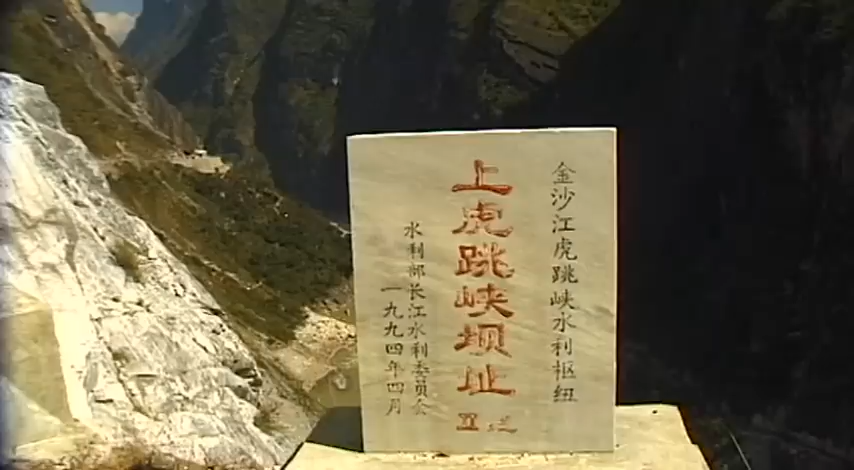 金沙江虎跳峡水利枢纽
上虎跳峡坝址
水利部长江水利委员会
一九九四年四月